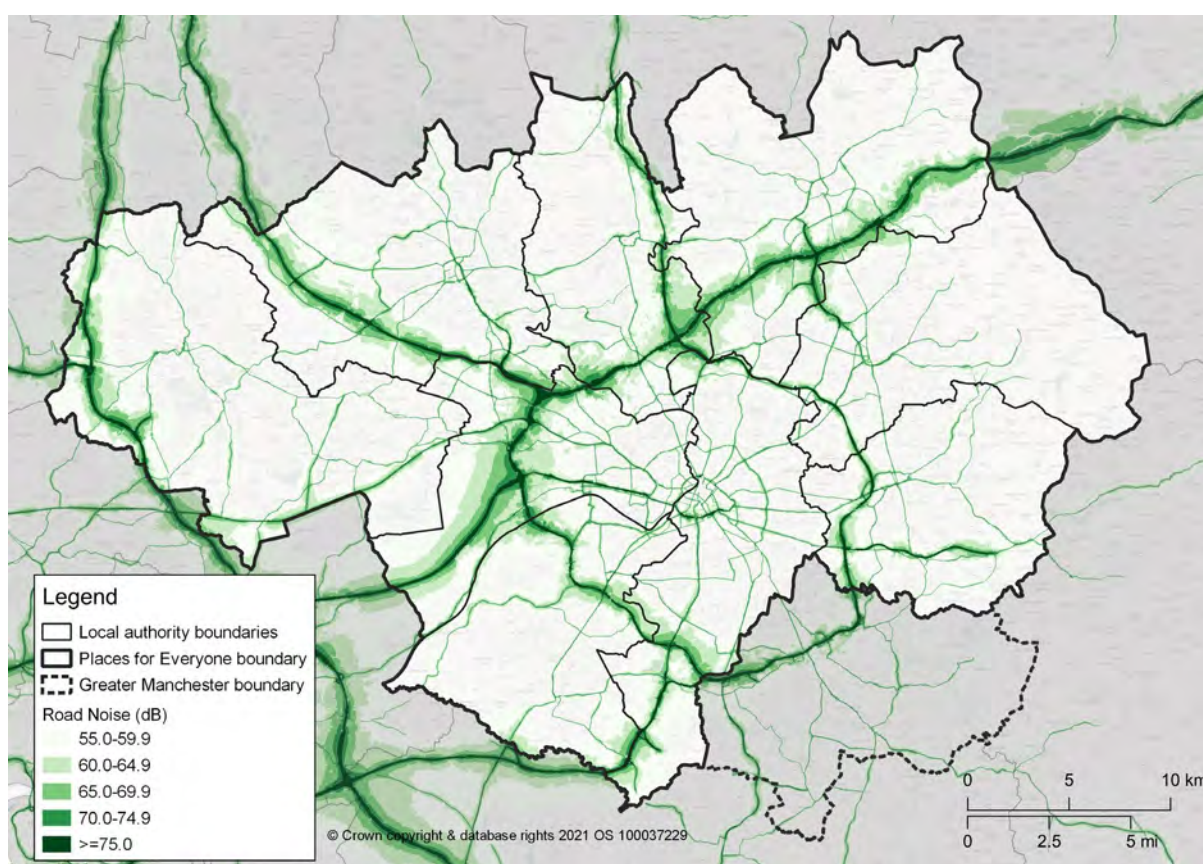 Legend
Local authority boundaries
Places for Everyone boundary
Greater Manchester boundary
Road Noise (dB)
55.0-59.9
60.0-64.9
65.0-69.9
70.0-74.9
>=75.0
© Crown copyright & database rights 2021 OS 100037229
0 5 10 km
0 2.5 5 mi